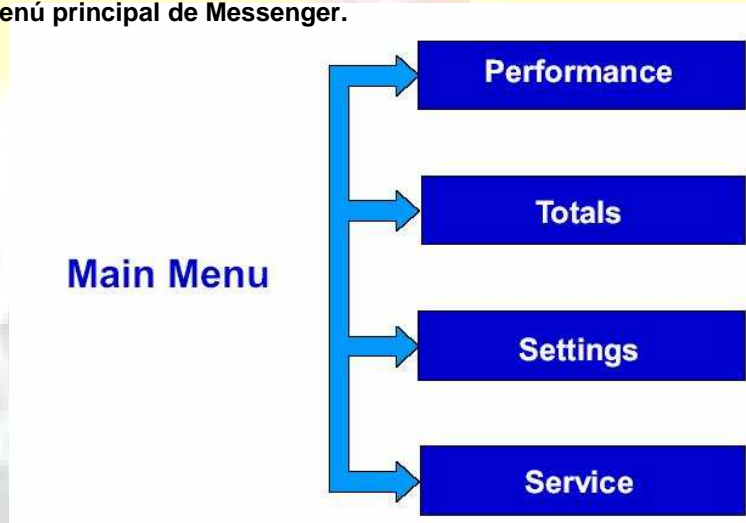 enú principal de Messenger.
Performance
Totals
Main Menu
Settings
Service